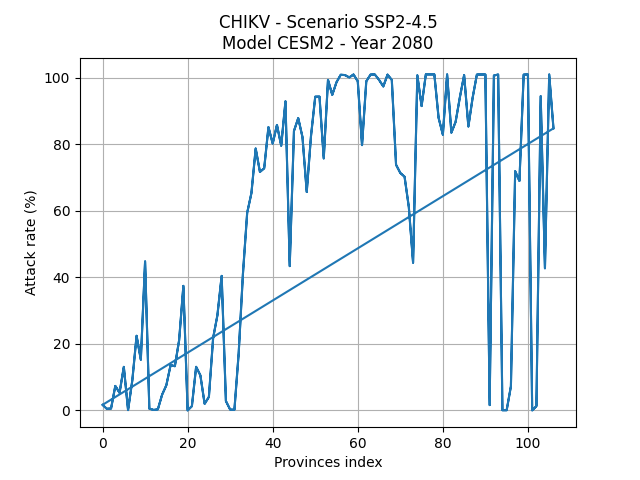 CHIKV - Scenario SSP2-4.5
Model CESM2 - Year 2080
Attack rate (%)
100
80
60
40
20
0
0 20 40 60 80 100
Provinces index